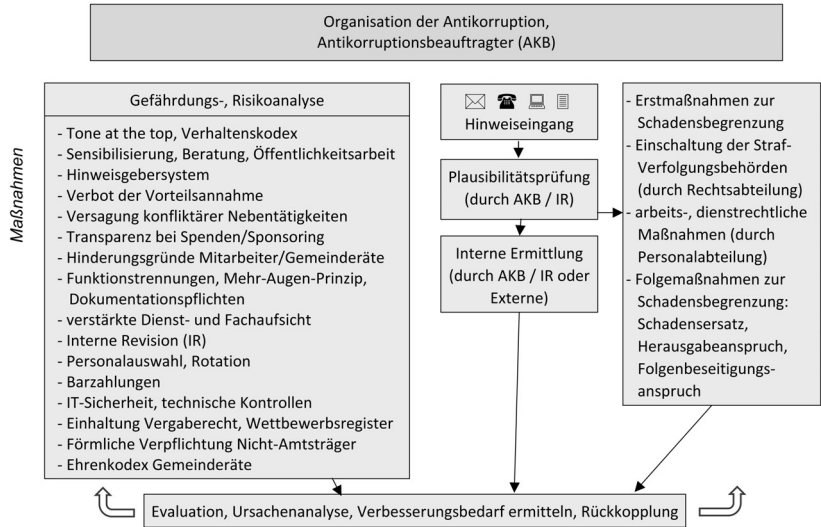 Organisation der Antikorruption,
Antikorruptionsbeauftragter (AKB)
Maßnahmen
Gefährdungs-, Risikoanalyse
- Tone at the top, Verhaltenskodex
- Sensibilisierung, Beratung, Öffentlichkeitsarbeit
- Hinweisgebersystem
- Verbot der Vorteilsannahme
- Versagung konfliktärer Nebentätigkeiten
- Transparenz bei Spenden/Sponsoring
- Hinderungsgründe Mitarbeiter/Gemeinderäte
- Funktionstrennungen, Mehr-Augen-Prinzip,
Dokumentationspflichten
- verstärkte Dienst- und Fachaufsicht
- Interne Revision (IR)
- Personalauswahl, Rotation
- Barzahlungen
- IT-Sicherheit, technische Kontrollen
- Einhaltung Vergaberecht, Wettbewerbsregister
- Förmliche Verpflichtung Nicht-Amtsträger
- Ehrenkodex Gemeinderäte
Hinweiseingang
Plausibilitätsprüfung
(durch AKB / IR)
Interne Ermittlung
(durch AKB / IR oder
Externe)
- Erstmaßnahmen zur
Schadensbegrenzung
- Einschaltung der Straf-
Verfolgungsbehörden
(durch Rechtsabteilung)
- arbeits-, dienstrechtliche
Maßnahmen (durch
Personalabteilung)
- Folgemaßnahmen zur
Schadensbegrenzung:
Schadensersatz,
Herausgabeanspruch,
Folgenbeseitigungs-
anspruch
Evaluation, Ursachenanalyse, Verbesserungsbedarf ermitteln, Rückkopplung